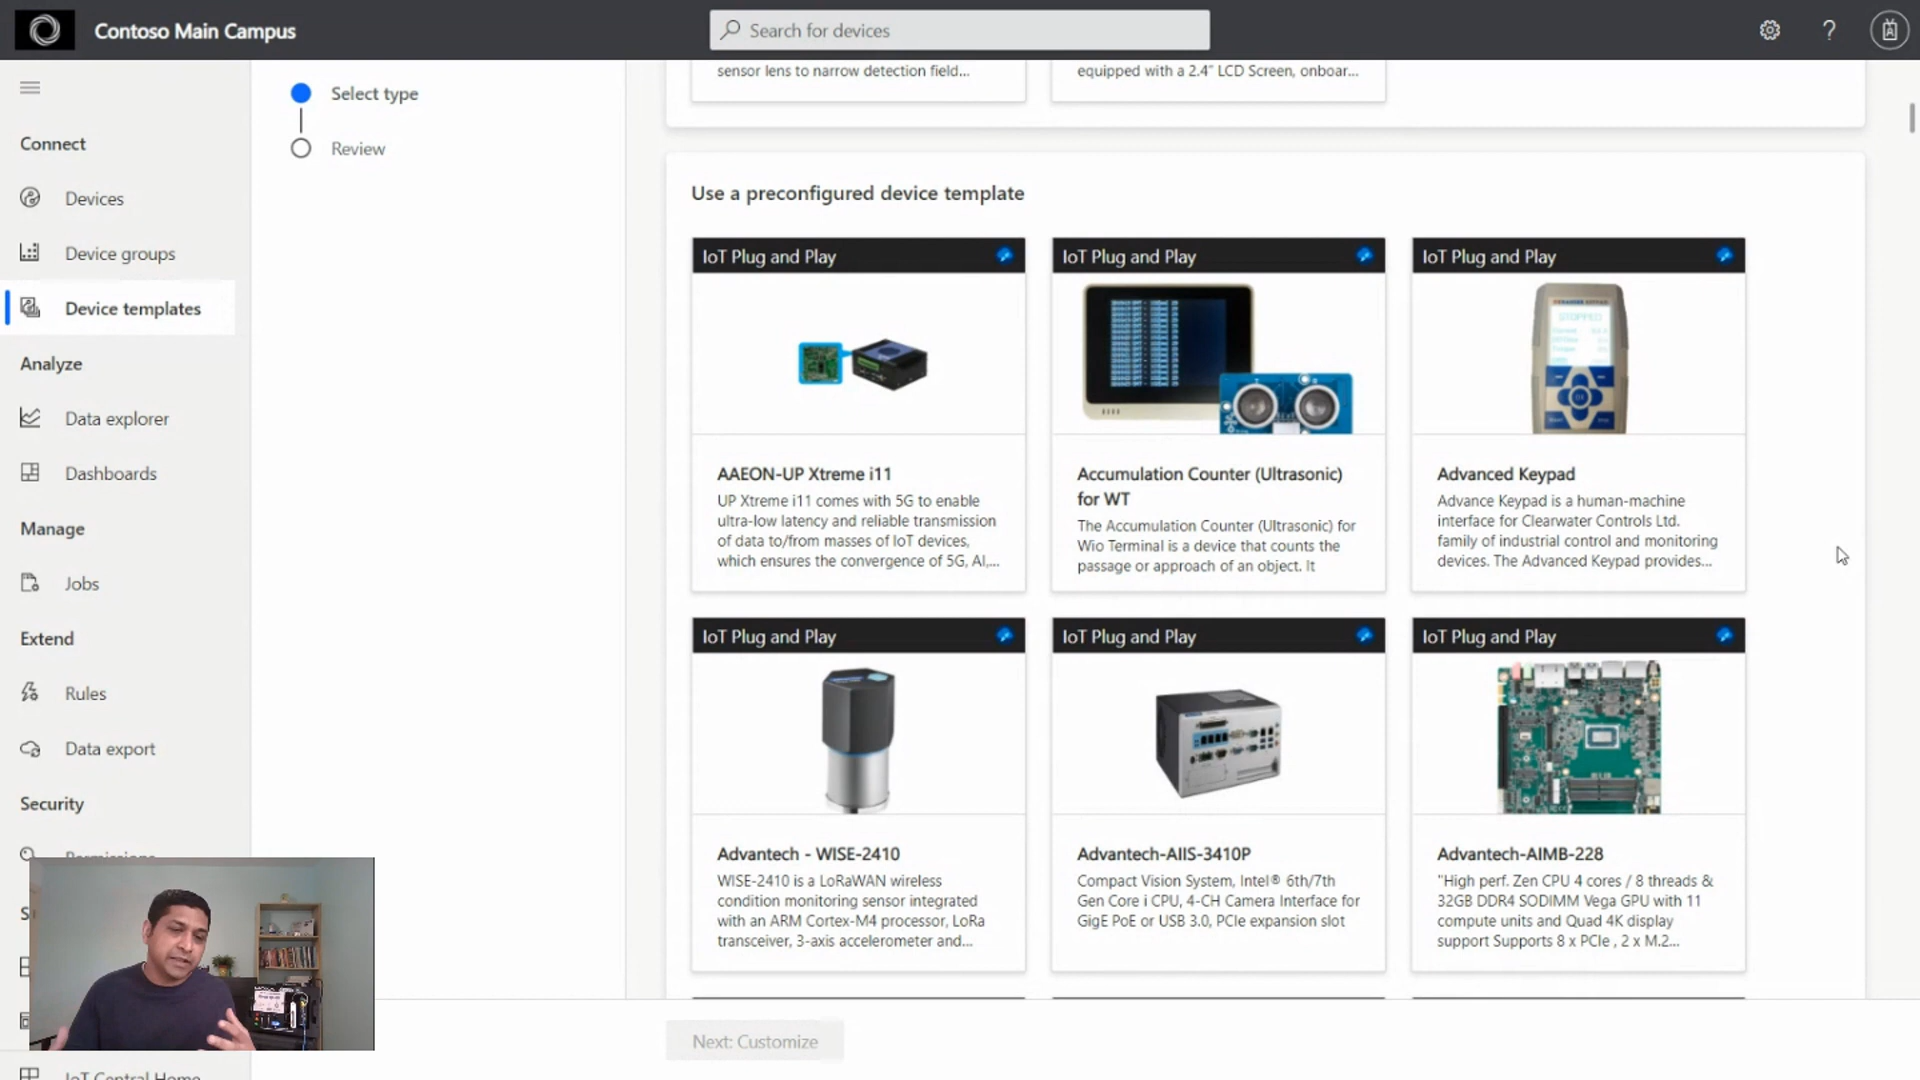 Contoso Main Campus
Search for devices
?
Connect
Devices
Device groups
Device templates
Analyze
Data explorer
Dashboards
Manage
Jobs
Extend
Rules
Data export
Security
Permissions
IoT Central Home
Select type
Review
sensor lens to narrow detection field...
equipped with a 2.4" LCD Screen, onboar...
Use a preconfigured device template
IoT Plug and Play
AAEON-UP Xtreme i11
UP Xtreme i11 comes with 5G to enable
ultra-low latency and reliable transmission
of data to/from masses of IoT devices,
which ensures the convergence of 5G, AI,...
IoT Plug and Play
Accumulation Counter (Ultrasonic)
for WT
The Accumulation Counter (Ultrasonic) for
Wio Terminal is a device that counts the
passage or approach of an object. It
IoT Plug and Play
STOPPED
Advanced Keypad
Advance Keypad is a human-machine
interface for Clearwater Controls Ltd.
family of industrial control and monitoring
devices. The Advanced Keypad provides...
IoT Plug and Play
Advantech - WISE-2410
WISE-2410 is a LoRaWAN wireless
condition monitoring sensor integrated
with an ARM Cortex-M4 processor, LoRa
transceiver, 3-axis accelerometer and...
IoT Plug and Play
Advantech-AIIS-3410P
Compact Vision System, Intel® 6th/7th
Gen Core i CPU, 4-CH Camera Interface for
GigE PoE or USB 3.0, PCIe expansion slot
IoT Plug and Play
Advantech-AIMB-228
"High perf. Zen CPU 4 cores / 8 threads &
32GB DDR4 SODIMM Vega GPU with 11
compute units and Quad 4K display
support Supports 8 x PCIe , 2 x M.2...
Next: Customize